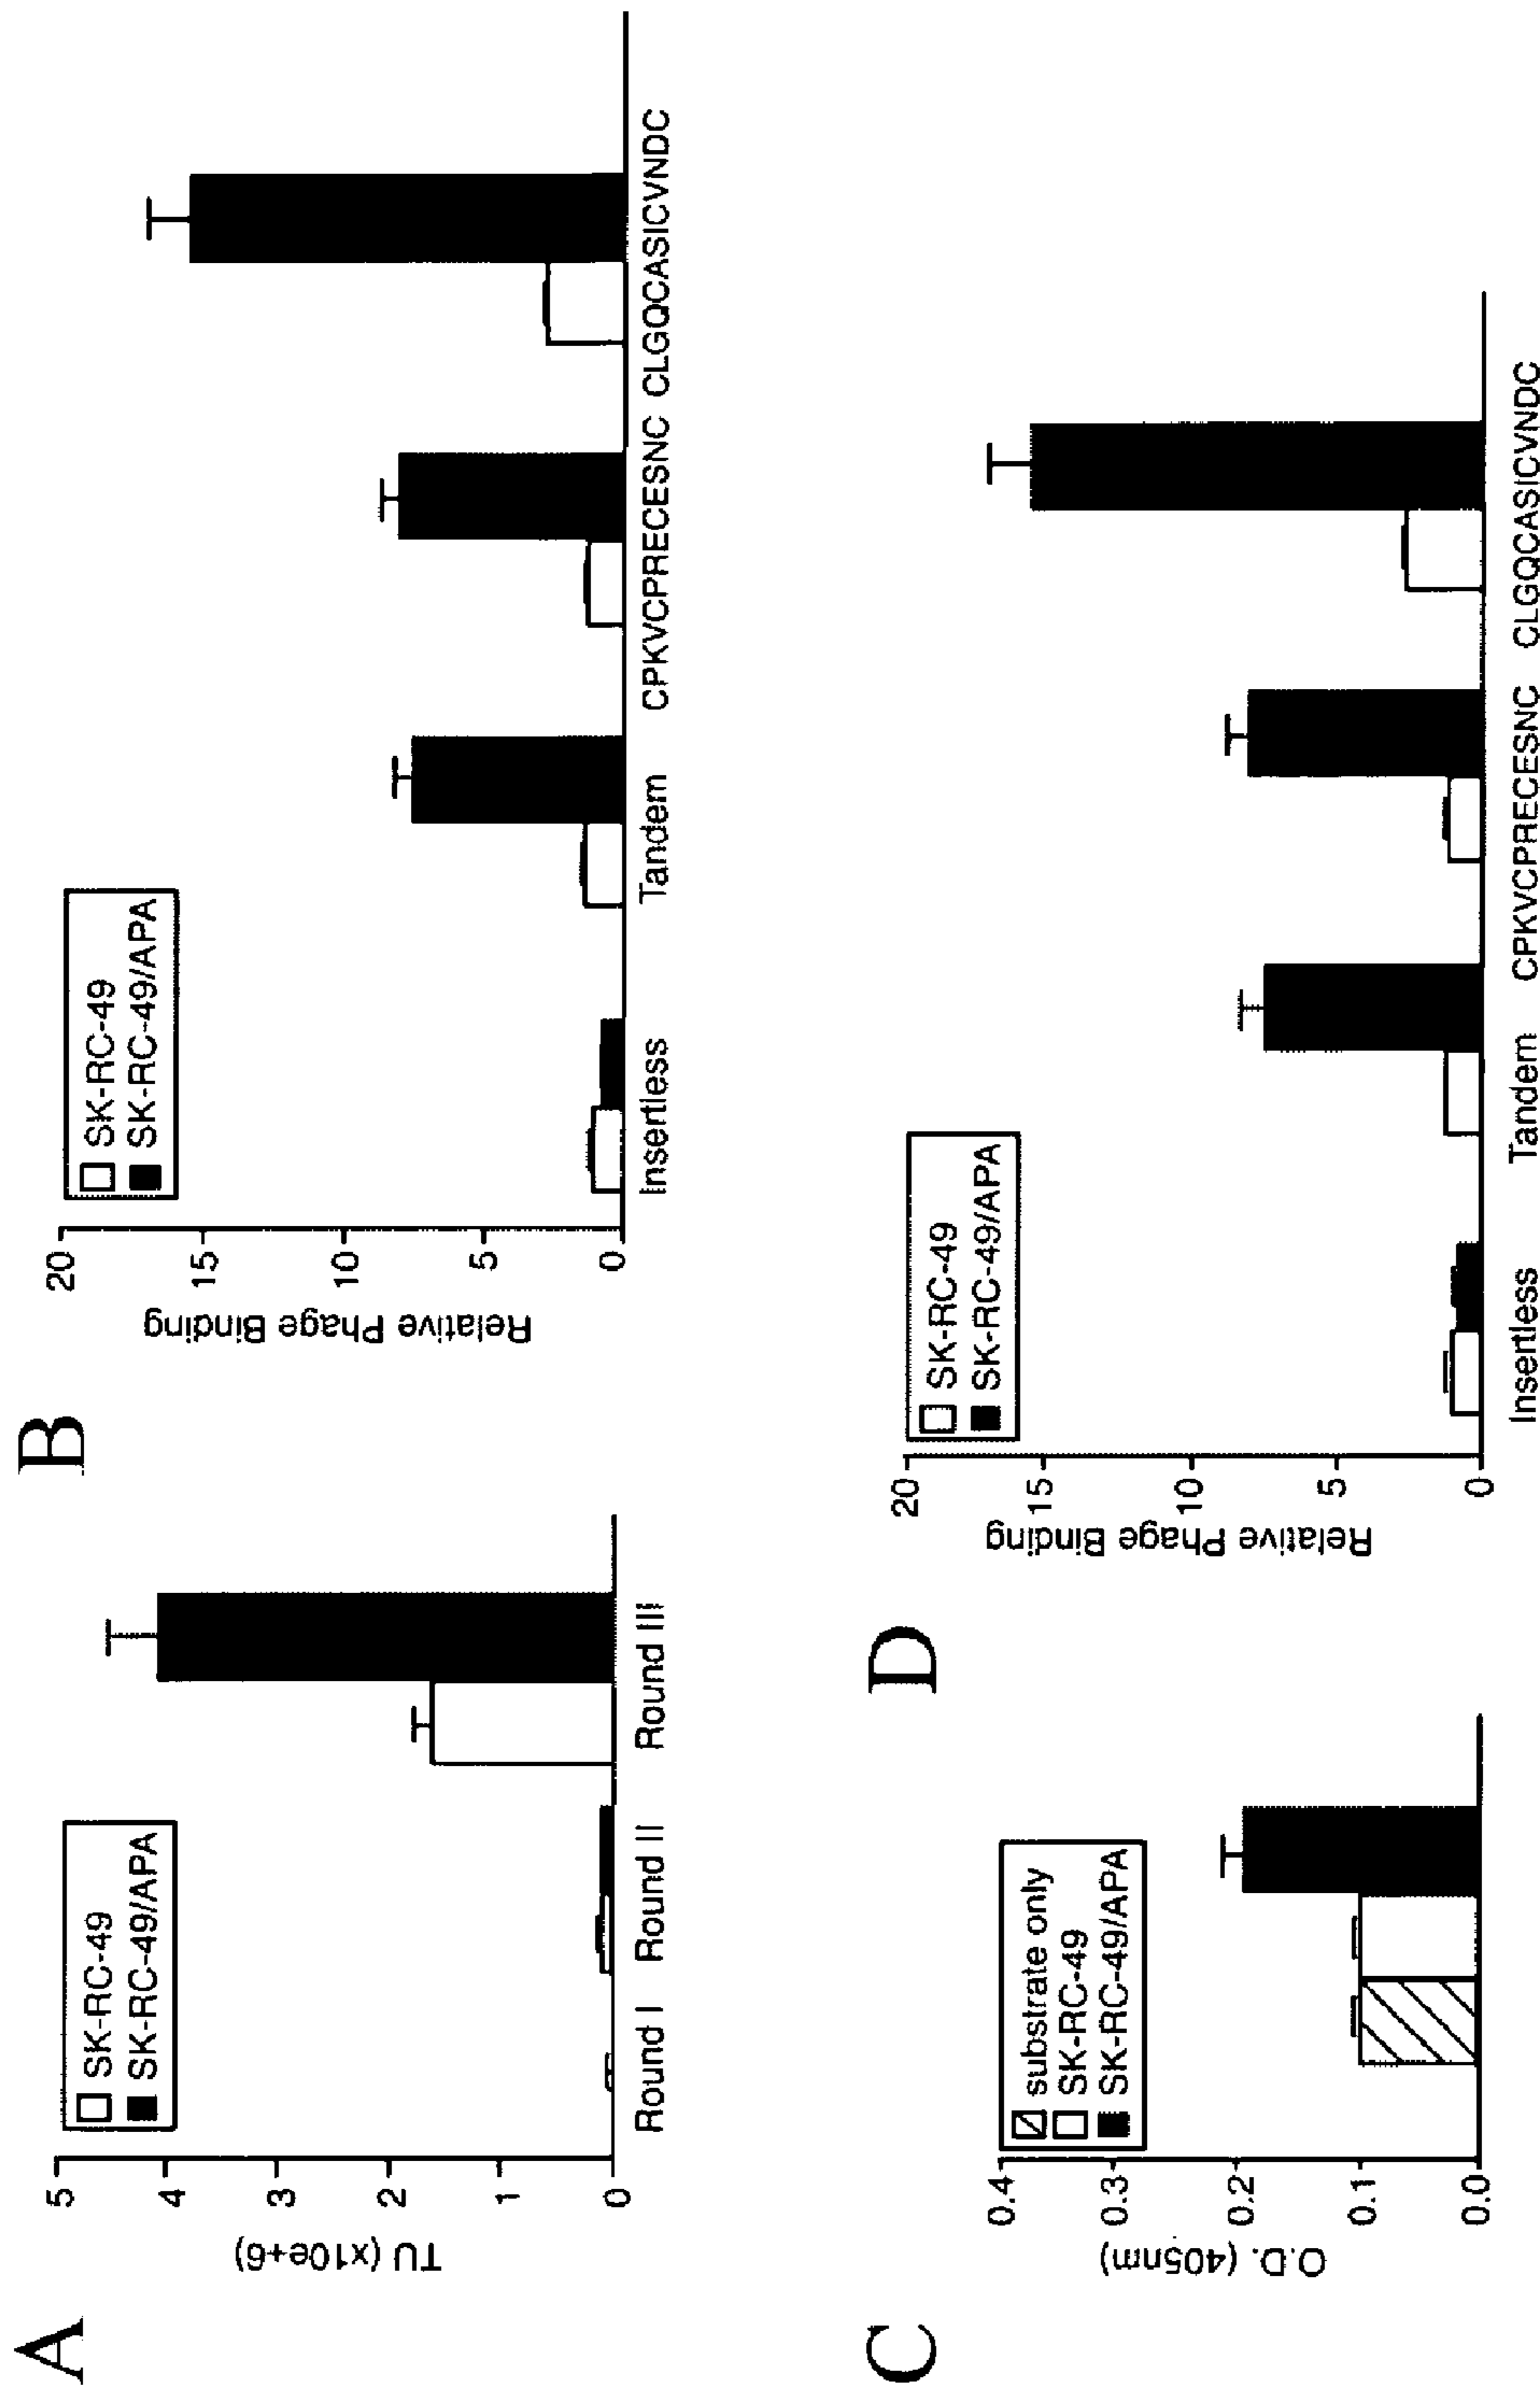 A
TU (x10e+6)
5
4
3
2
1
0
SK-RC-49
SK-RC-49/APA
Round I
Round II
Round III
B
Relative Phage Binding
20
15
10
5
0
SK-RC-49
SK-RC-49/APA
Insertless
Tandem
CPKVCPRECESNC
CLGQCASICVNDC
C
O.D. (405nm)
0.4
0.3
0.2
0.1
0.0
substrate only
SK-RC-49
SK-RC-49/APA
D
Relative Phage Binding
20
15
10
5
0
SK-RC-49
SK-RC-49/APA
Insertless
Tandem
CPKVCPRECESNC
CLGQCASICVNDC